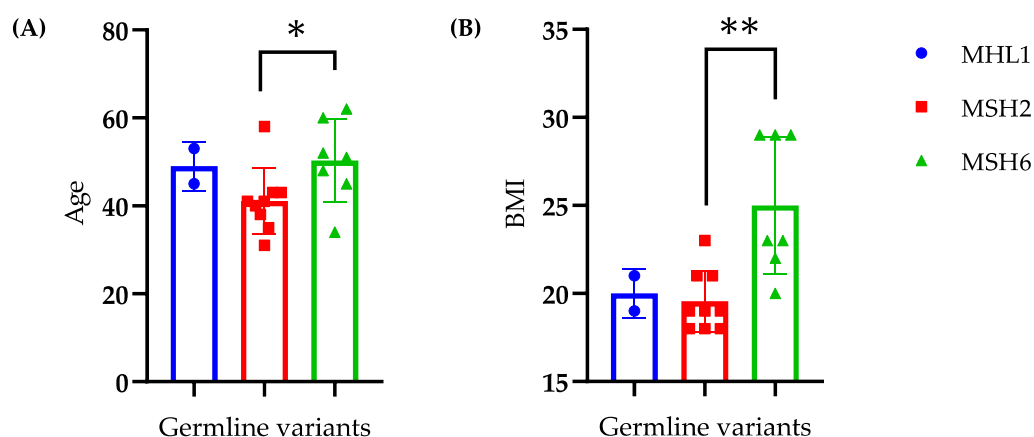 (A)
Age
80
60
40
20
0
*
Germline variants
(B)
BMI
35
30
25
20
15
**
Germline variants
MHL1
MSH2
MSH6